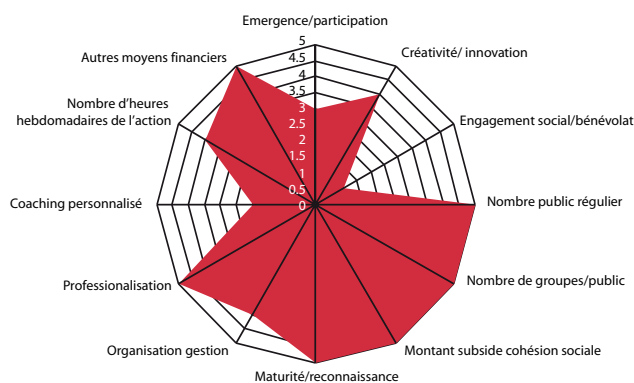 Emergence/participation
Créativité/ innovation
Engagement social/bénévolat
Nombre public régulier
Nombre de groupes/public
Montant subside cohésion sociale
Maturité/reconnaissance
Organisation gestion
Professionalisation
Coaching personnalisé
Nombre d’heures
hebdomadaires de l’action
Autres moyens financiers
5
4.5
4
3.5
3
2.5
2
1.5
1
0.5
0